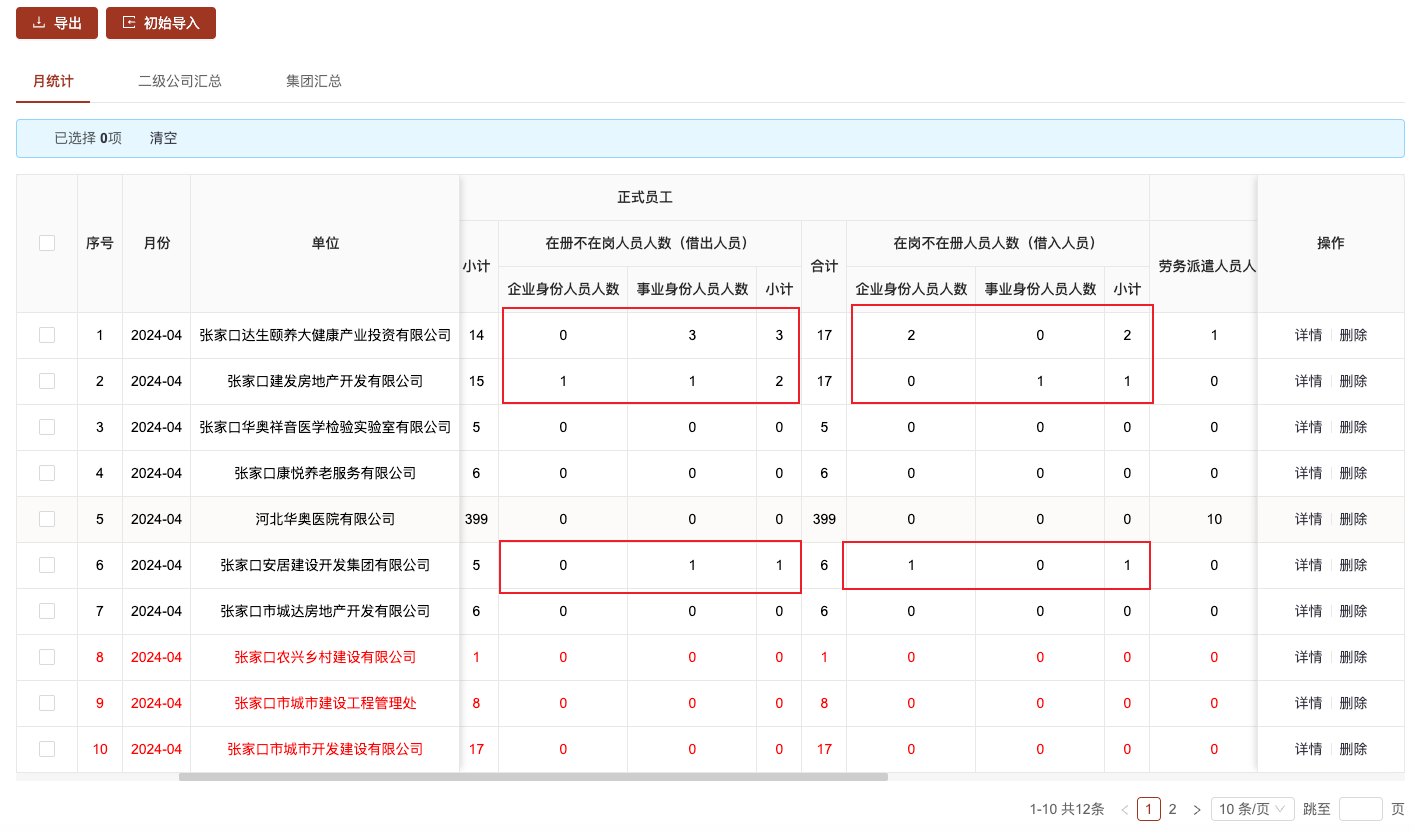 导出 初始导入
月统计 二级公司汇总 集团汇总
已选择 0项 清空
正式员工
序号 月份 单位 小计 在册不在岗人员人数（借出人员） 合计 在岗不在册人员人数（借入人员） 劳务派遣人员人 操作
企业身份人员人数 事业身份人员人数 小计 企业身份人员人数 事业身份人员人数 小计
1 2024-04 张家口达生颐养大健康产业投资有限公司 14 0 3 3 17 2 0 2 1 详情 删除
2 2024-04 张家口建发房地产开发有限公司 15 1 1 2 17 0 1 1 0 详情 删除
3 2024-04 张家口华奥祥音医学检验实验室有限公司 5 0 0 0 5 0 0 0 0 详情 删除
4 2024-04 张家口康悦养老服务有限公司 6 0 0 0 6 0 0 0 0 详情 删除
5 2024-04 河北华奥医院有限公司 399 0 0 0 399 0 0 0 10 详情 删除
6 2024-04 张家口安居建设开发集团有限公司 5 0 1 1 6 1 0 1 0 详情 删除
7 2024-04 张家口市城达房地产开发有限公司 6 0 0 0 6 0 0 0 0 详情 删除
8 2024-04 张家口农兴乡村建设有限公司 1 0 0 0 1 0 0 0 0 详情 删除
9 2024-04 张家口市城市建设工程管理处 8 0 0 0 8 0 0 0 0 详情 删除
10 2024-04 张家口市城市开发建设有限公司 17 0 0 0 17 0 0 0 0 详情 删除
1-10 共12条 < 1 2 > 10 条/页 跳至 页